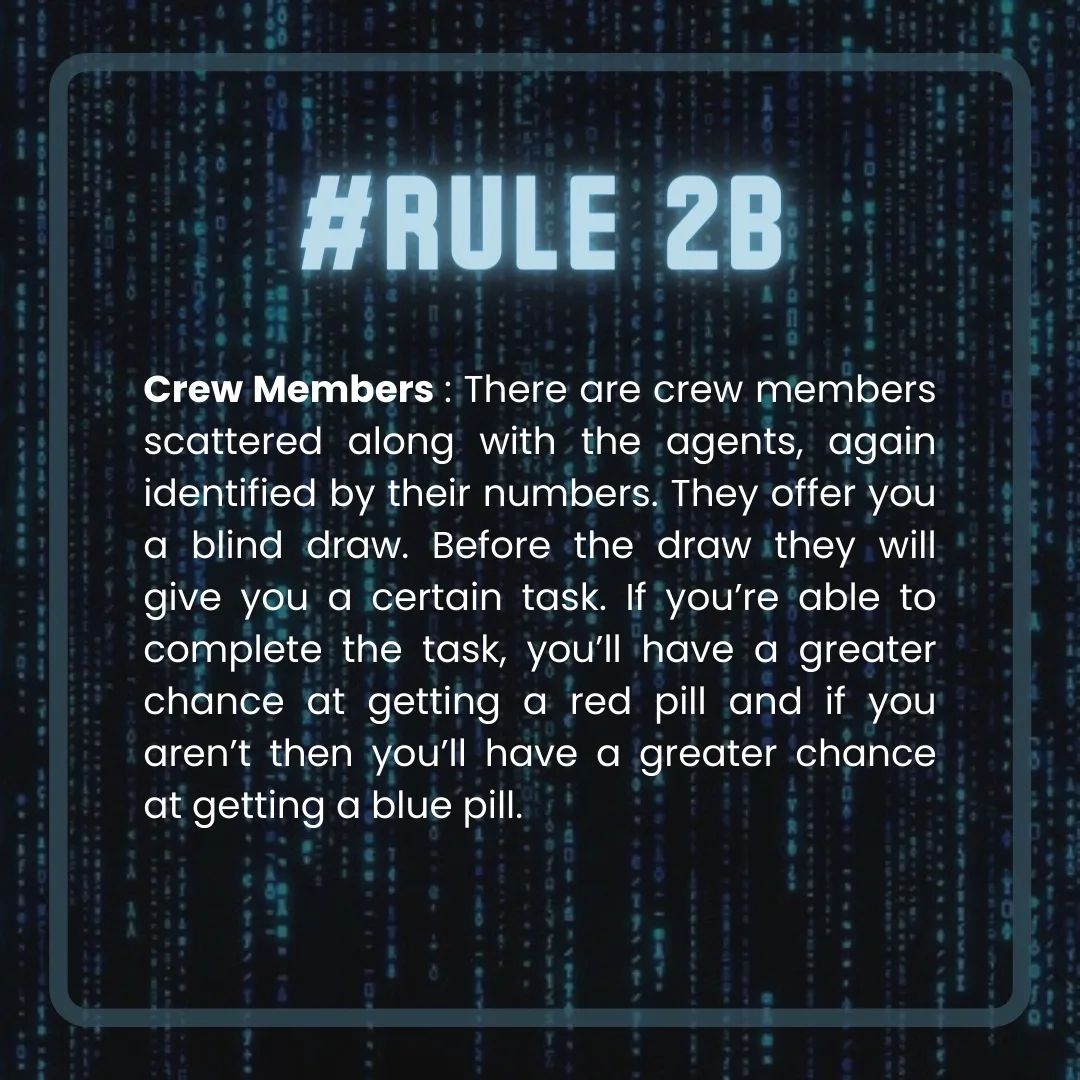 #RULE 2B
Crew Members : There are crew members
scattered along with the agents, again
identified by their numbers. They offer you
a blind draw. Before the draw they will
give you a certain task. If you’re able to
complete the task, you’ll have a greater
chance at getting a red pill and if you
aren’t then you’ll have a greater chance
at getting a blue pill.